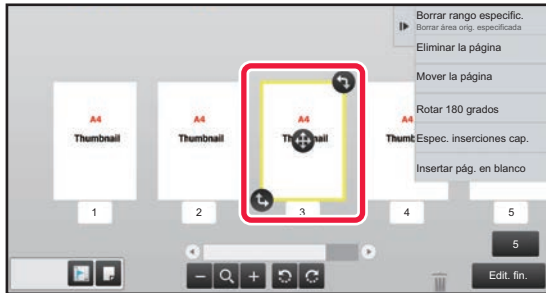 Borrar rango especific.
Borrar área orig. especificada
Eliminar la página
Mover la página
Rotar 180 grados
Espec. inserciones cap.
Insertar pág. en blanco
A4
Thumbnail
1
A4
Thumbnail
2
A4
Thumbnail
3
A4
Thumb
4
5
5
Edit. fin.